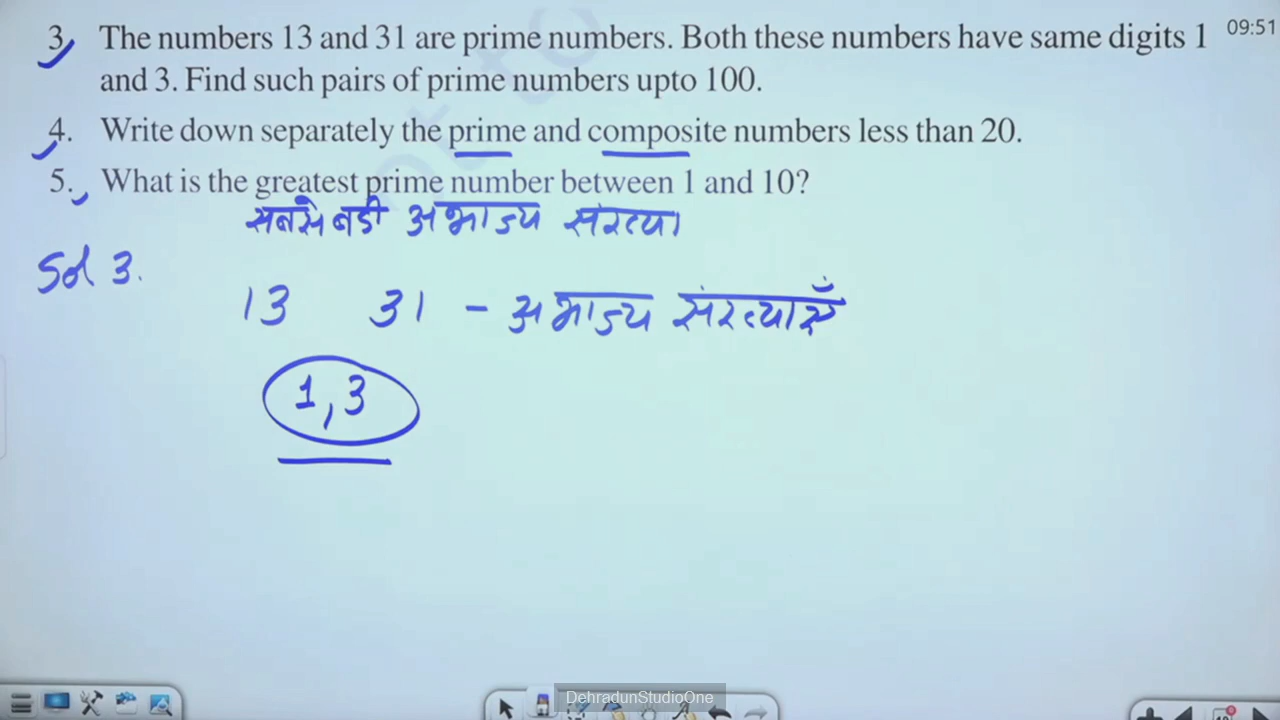 3. The numbers 13 and 31 are prime numbers. Both these numbers have same digits 1
and 3. Find such pairs of prime numbers upto 100.
09:51
4. Write down separately the prime and composite numbers less than 20.
5. What is the greatest prime number between 1 and 10?
सबसे बडी अभाज्य संख्या
Sol 3.
13 31 - अभाज्य संख्याएँ
1, 3
DehradunStudioOne